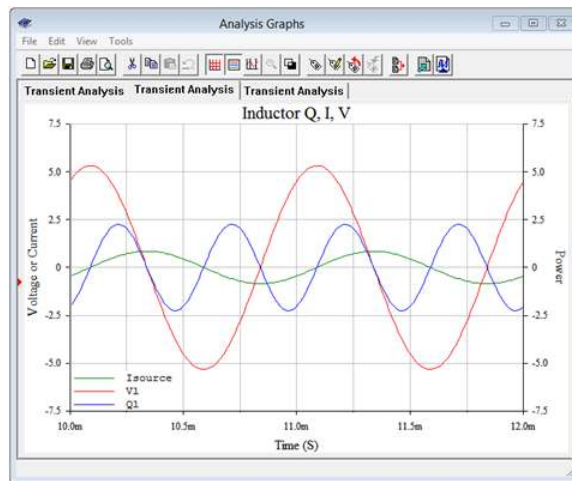 Analysis Graphs
File Edit View Tools
Transient Analysis Transient Analysis Transient Analysis
Inductor Q, I, V
7.5 7.5
5.0 5.0
2.5 2.5
0 0
-2.5 -2.5
-5.0 -5.0
-7.5 -7.5
Voltage or Current
Power
Isource
V1
Q1
10.0m 10.5m 11.0m 11.5m 12.0m
Time (S)